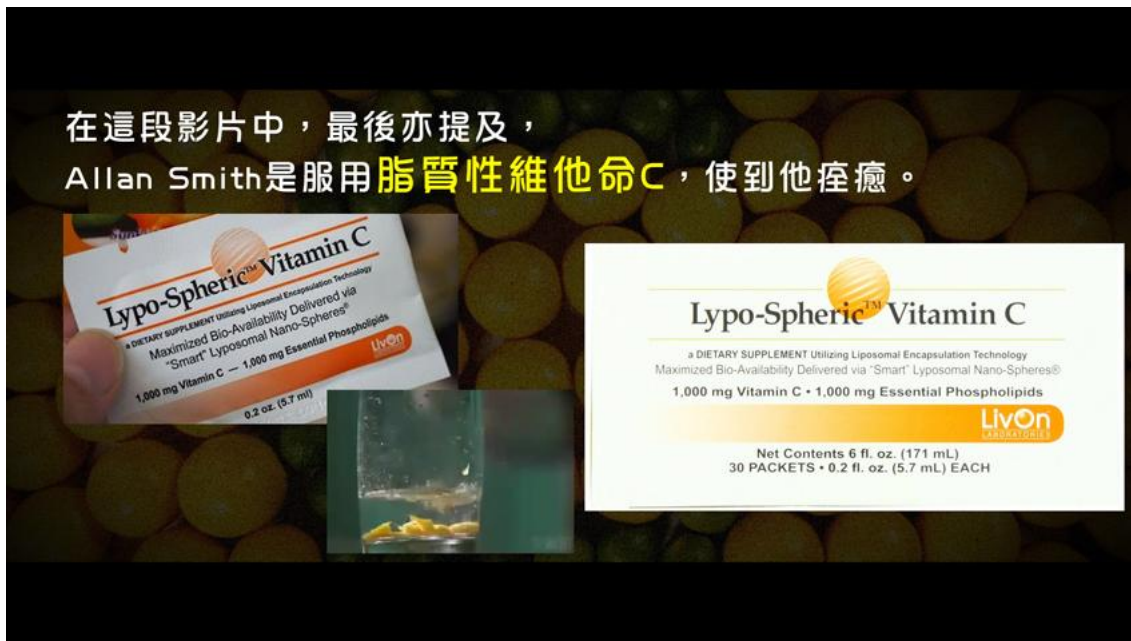 在這段影片中，最後亦提及，
Allan Smith是服用脂質性維他命C，使到他痊癒。
Lypo-Spheric™ Vitamin C
a DIETARY SUPPLEMENT Utilizing Liposomal Encapsulation Technology
Maximized Bio-Availability Delivered via
"Smart" Lyposomal Nano-Spheres®
1,000 mg Vitamin C — 1,000 mg Essential Phospholipids
LivOn
0.2 oz. (5.7 ml)
Lypo-Spheric™ Vitamin C
a DIETARY SUPPLEMENT Utilizing Liposomal Encapsulation Technology
Maximized Bio-Availability Delivered via "Smart" Lyposomal Nano-Spheres®
1,000 mg Vitamin C • 1,000 mg Essential Phospholipids
LivOn
LABORATORIES
Net Contents 6 fl. oz. (171 mL)
30 PACKETS • 0.2 fl. oz. (5.7 mL) EACH